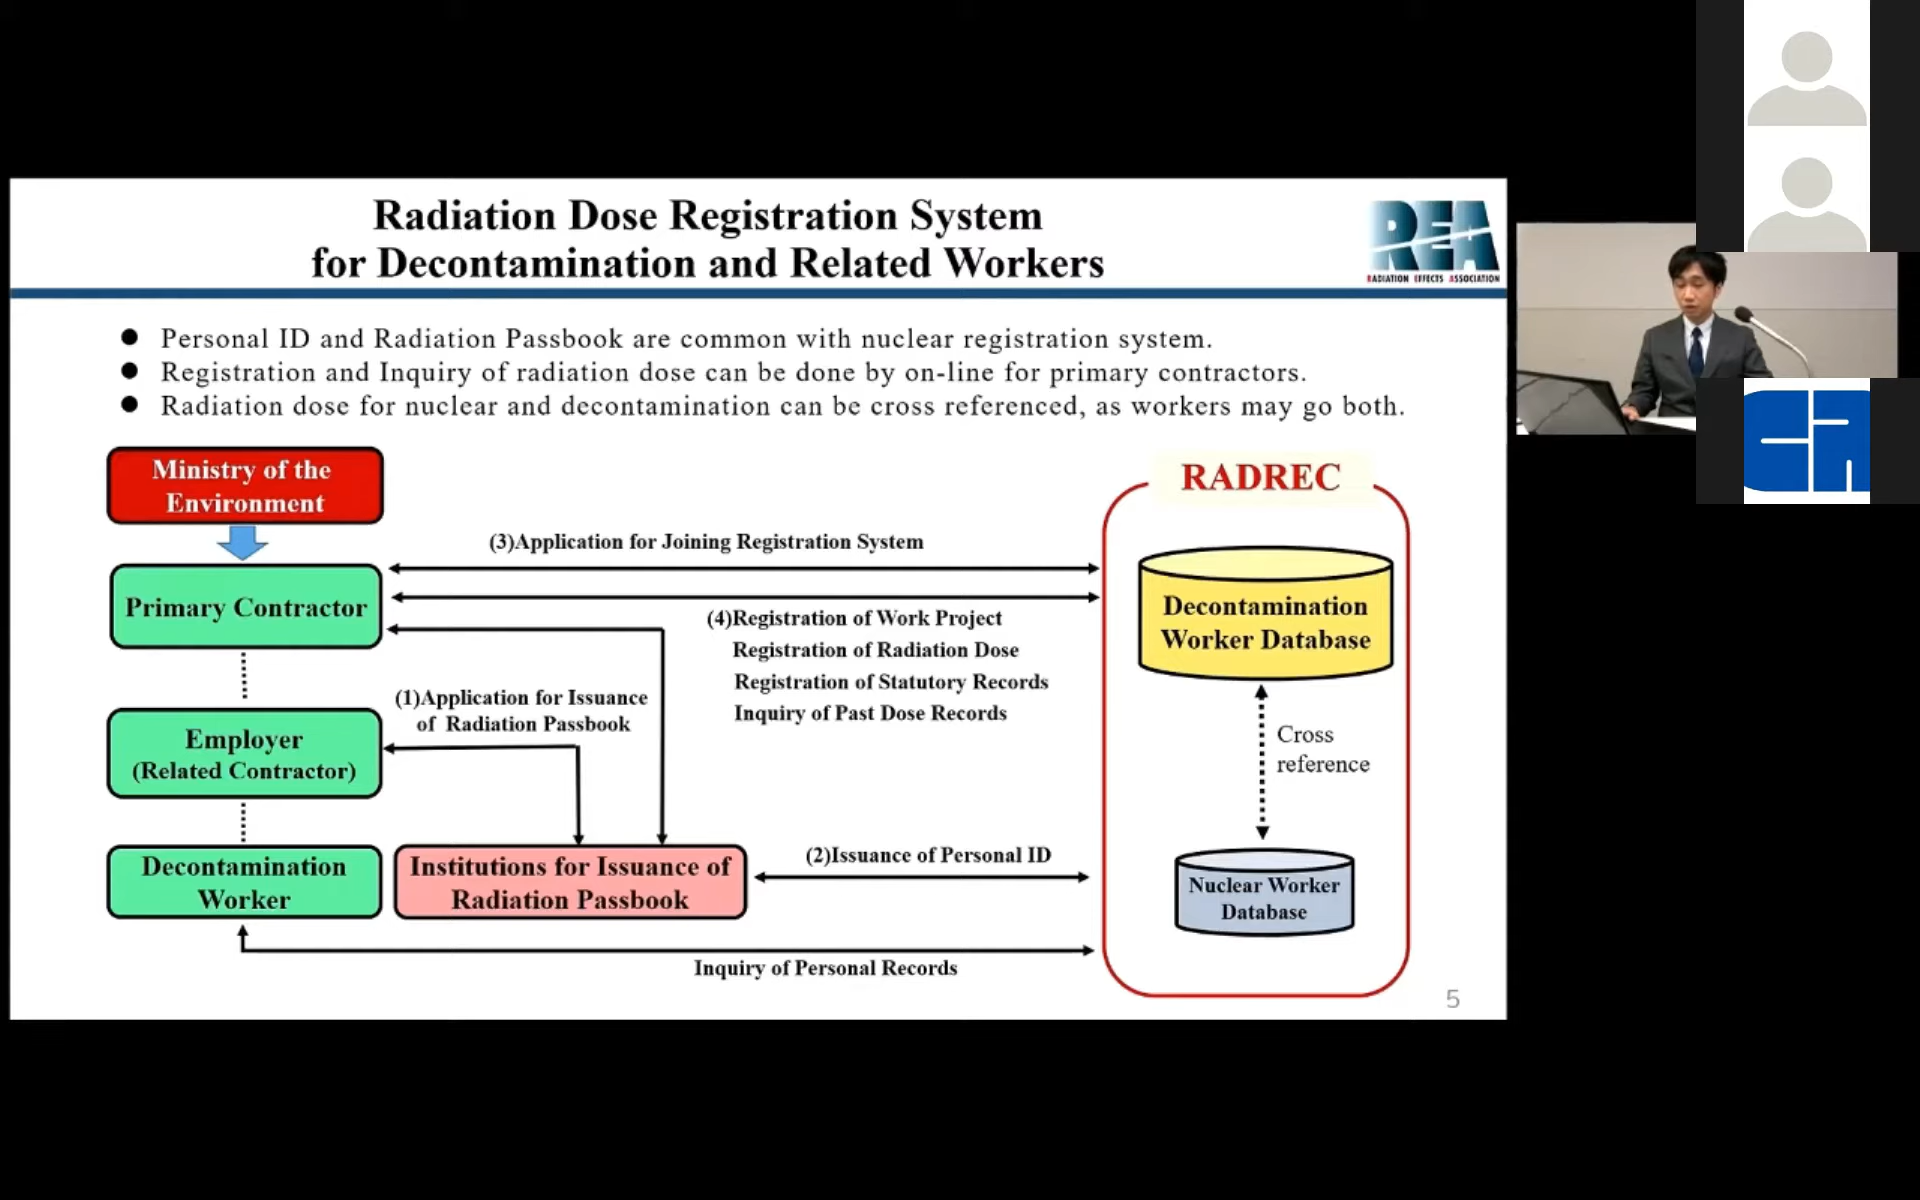 Radiation Dose Registration System
for Decontamination and Related Workers
REA
RADIATION EFFECTS ASSOCIATION
● Personal ID and Radiation Passbook are common with nuclear registration system.
● Registration and Inquiry of radiation dose can be done by on-line for primary contractors.
● Radiation dose for nuclear and decontamination can be cross referenced, as workers may go both.
Ministry of the
Environment
RADREC
(3)Application for Joining Registration System
Primary Contractor
Decontamination
Worker Database
(4)Registration of Work Project
Registration of Radiation Dose
Registration of Statutory Records
Inquiry of Past Dose Records
(1)Application for Issuance
of Radiation Passbook
Employer
(Related Contractor)
Cross
reference
Decontamination
Worker
Institutions for Issuance of
Radiation Passbook
(2)Issuance of Personal ID
Nuclear Worker
Database
Inquiry of Personal Records
5